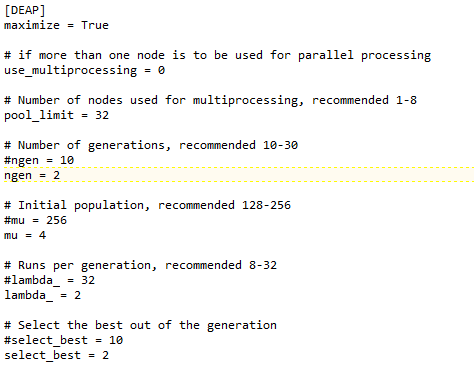 [DEAP]
maximize = True
# if more than one node is to be used for parallel processing
use_multiprocessing = 0
# Number of nodes used for multiprocessing, recommended 1-8
pool_limit = 32
# Number of generations, recommended 10-30
#ngen = 10
ngen = 2
# Initial population, recommended 128-256
#mu = 256
mu = 4
# Runs per generation, recommended 8-32
#lambda_ = 32
lambda_ = 2
# Select the best out of the generation
#select_best = 10
select_best = 2